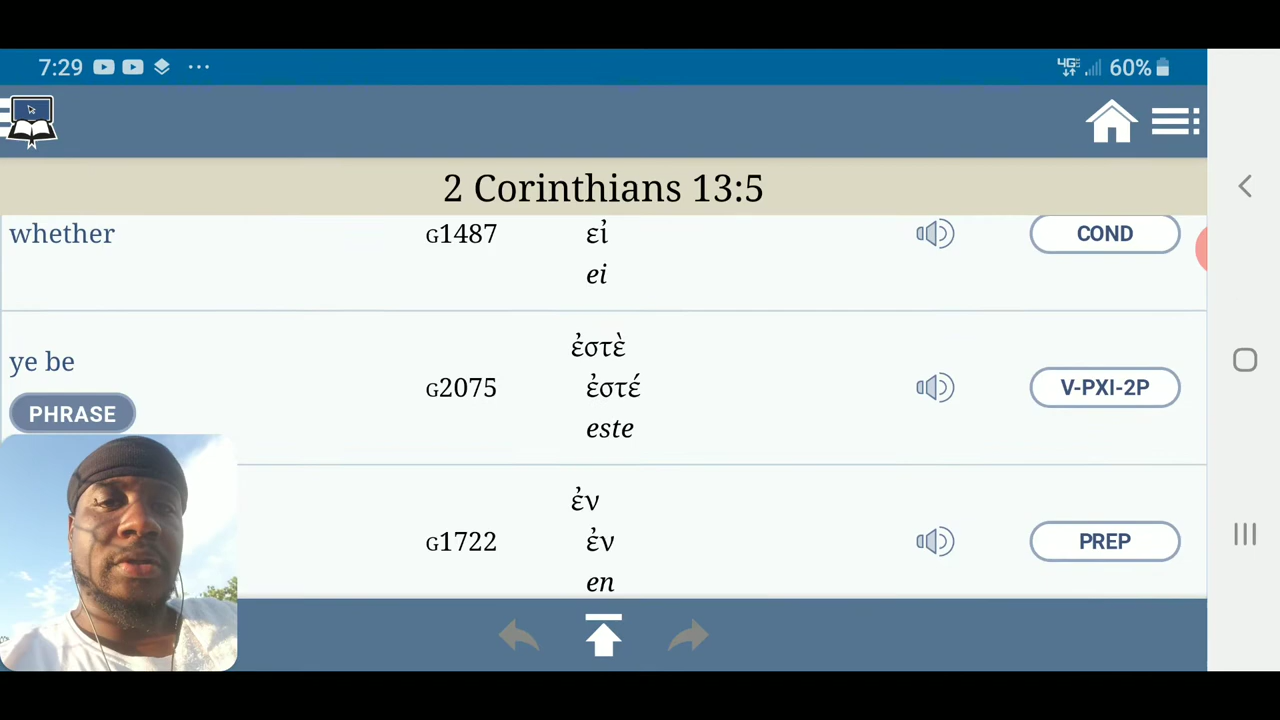 7:29 ... 4G 60%
2 Corinthians 13:5
whether G1487 εἰ COND
ei
ἐστὲ
ye be G2075 ἐστέ V-PXI-2P
PHRASE este
ἐν
G1722 ἐν PREP
en